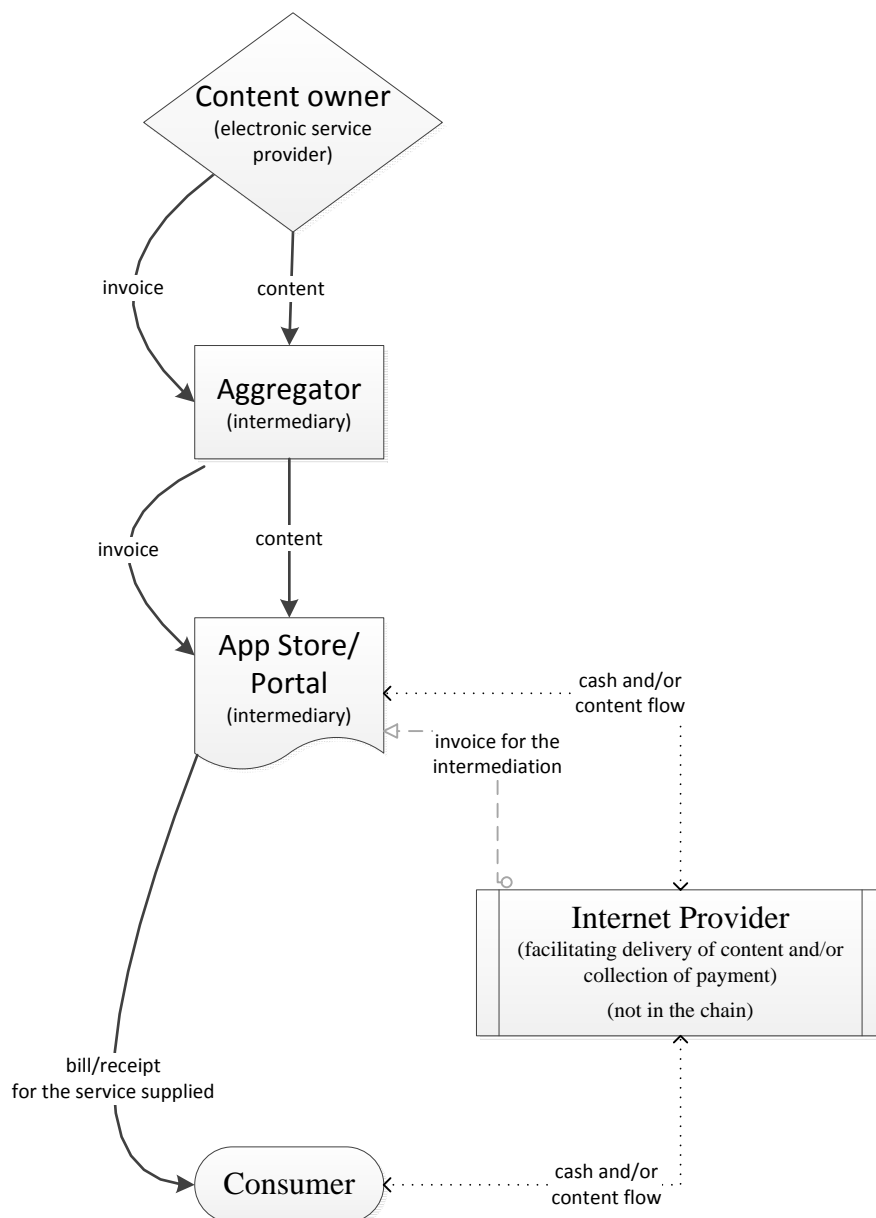 Content owner
(electronic service
provider)
invoice
content
Aggregator
(intermediary)
invoice
content
App Store/
Portal
(intermediary)
cash and/or
content flow
invoice for the
intermediation
Internet Provider
(facilitating delivery of content and/or
collection of payment)
(not in the chain)
bill/receipt
for the service supplied
Consumer
cash and/or
content flow